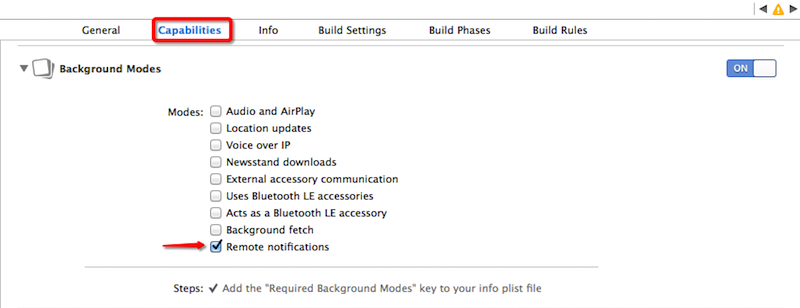 General Capabilities Info Build Settings Build Phases Build Rules
Background Modes ON
Modes: Audio and AirPlay
Location updates
Voice over IP
Newsstand downloads
External accessory communication
Uses Bluetooth LE accessories
Acts as a Bluetooth LE accessory
Background fetch
Remote notifications
Steps: ✔ Add the "Required Background Modes" key to your info plist file